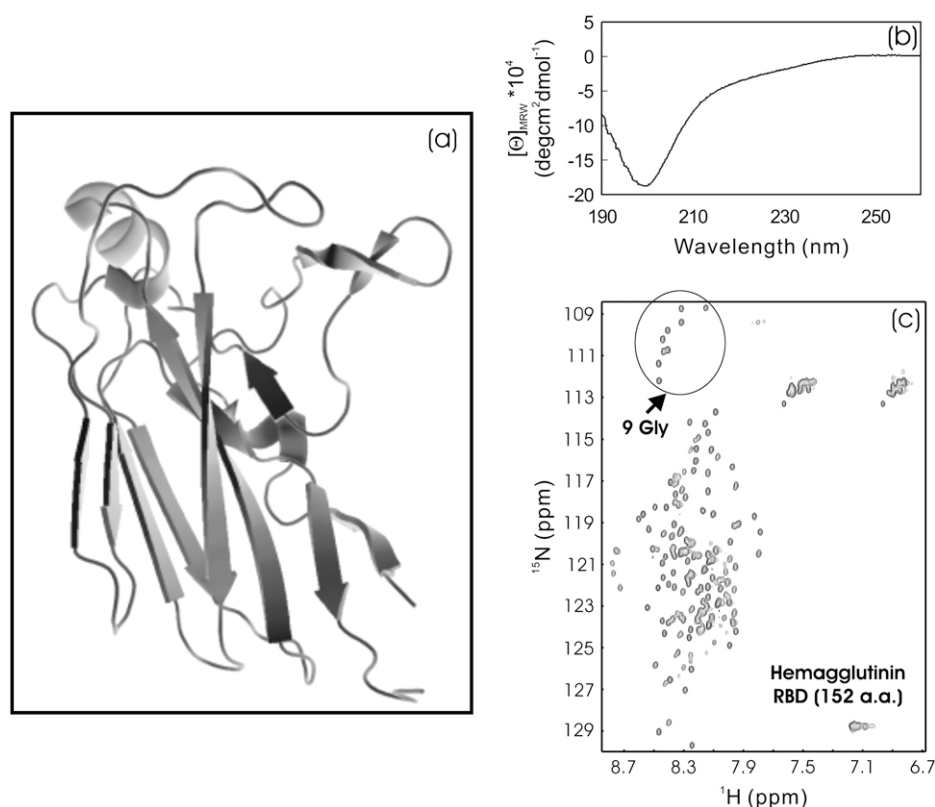 (a)
(b)
[Θ]MRW *10⁴
(degcm²dmol⁻¹)
0
-5
-10
-15
-20
190
210
230
250
Wavelength (nm)
(c)
109
111
113
115
117
119
121
123
125
127
129
¹⁵N (ppm)
9 Gly
Hemagglutinin
RBD (152 a.a.)
8.7
8.3
7.9
7.5
7.1
6.7
¹H (ppm)